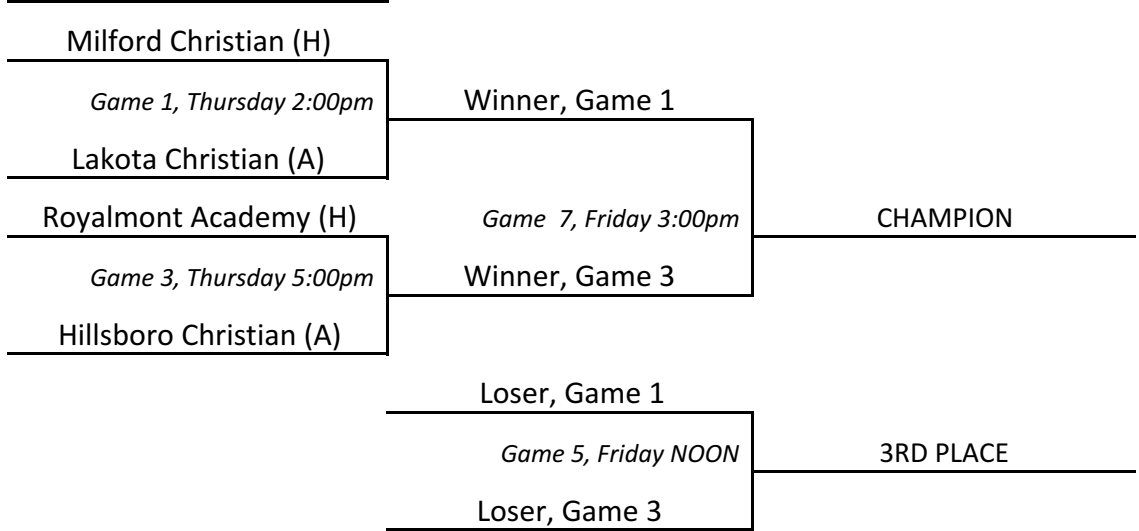 Milford Christian (H)
Game 1, Thursday 2:00pm
Winner, Game 1
Lakota Christian (A)
Royalmont Academy (H)
Game 7, Friday 3:00pm
CHAMPION
Game 3, Thursday 5:00pm
Winner, Game 3
Hillsboro Christian (A)
Loser, Game 1
Game 5, Friday NOON
3RD PLACE
Loser, Game 3